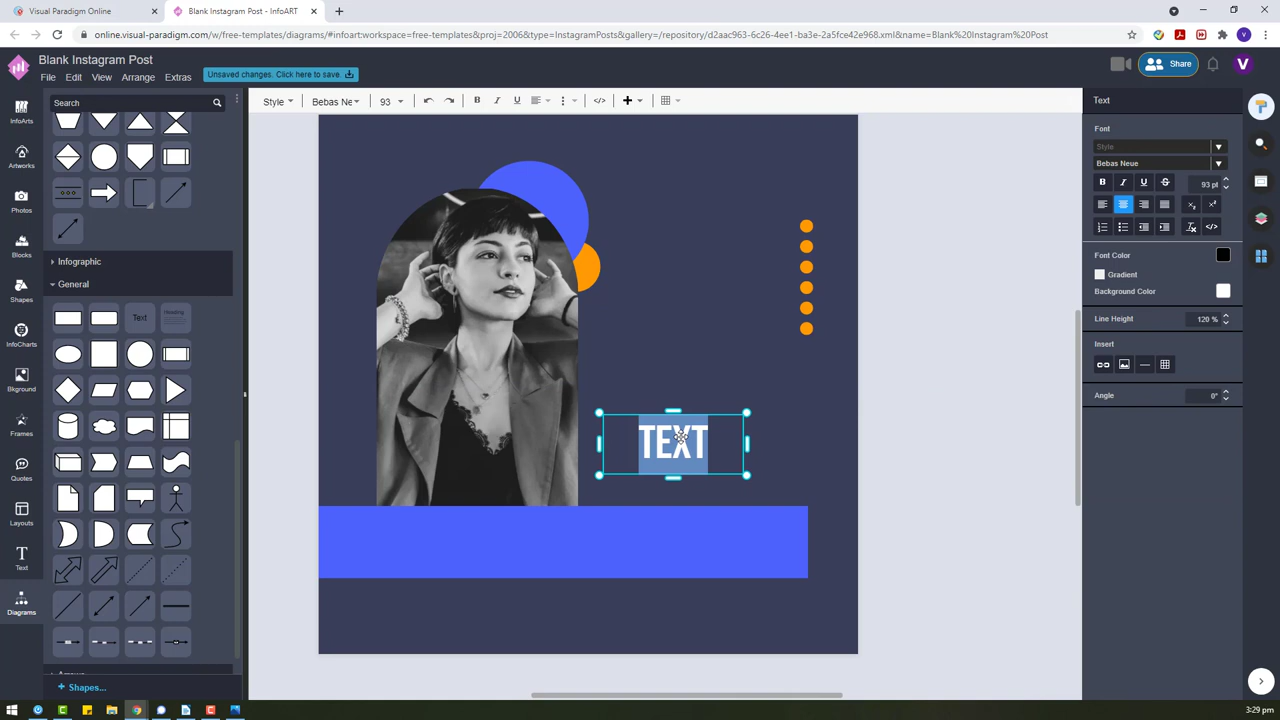 Visual Paradigm Online
Blank Instagram Post - InfoART
online.visual-paradigm.com/w/free-templates/diagrams/#infoart:workspace=free-templates&proj=2006&type=InstagramPosts&gallery=/repository/d2aac963-6c26-4ee1-ba3e-2a5fce42e968.xml&name=Blank%20Instagram%20Post
V
Blank Instagram Post
File Edit View Arrange Extras
Unsaved changes. Click here to save.
Share
V
Search
Style
Bebas Ne
93
InfoArts
Artworks
Photos
Blocks
Shapes
InfoCharts
Bkground
Frames
Quotes
Layouts
Text
Diagrams
Infographic
General
Text
Heading
Shapes...
TEXT
Text
Font
Style
Bebas Neue
93 pt
Font Color
Gradient
Background Color
Line Height
120 %
Insert
Angle
0°
3:29 pm